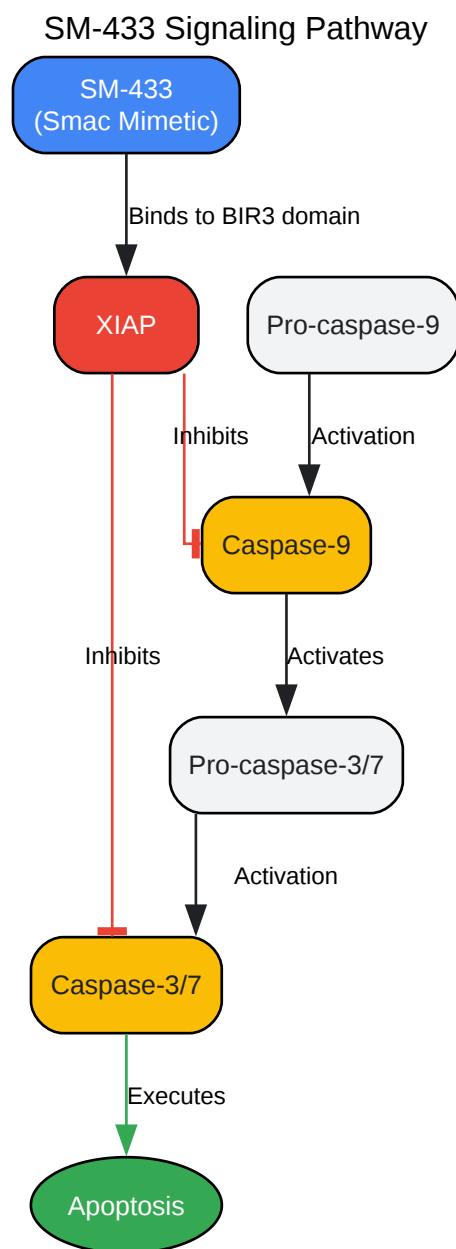 SM-433 Signaling Pathway
SM-433
(Smac Mimetic)
Binds to BIR3 domain
XIAP
Pro-caspase-9
Inhibits
Activation
Caspase-9
Inhibits
Activates
Pro-caspase-3/7
Activation
Caspase-3/7
Executes
Apoptosis